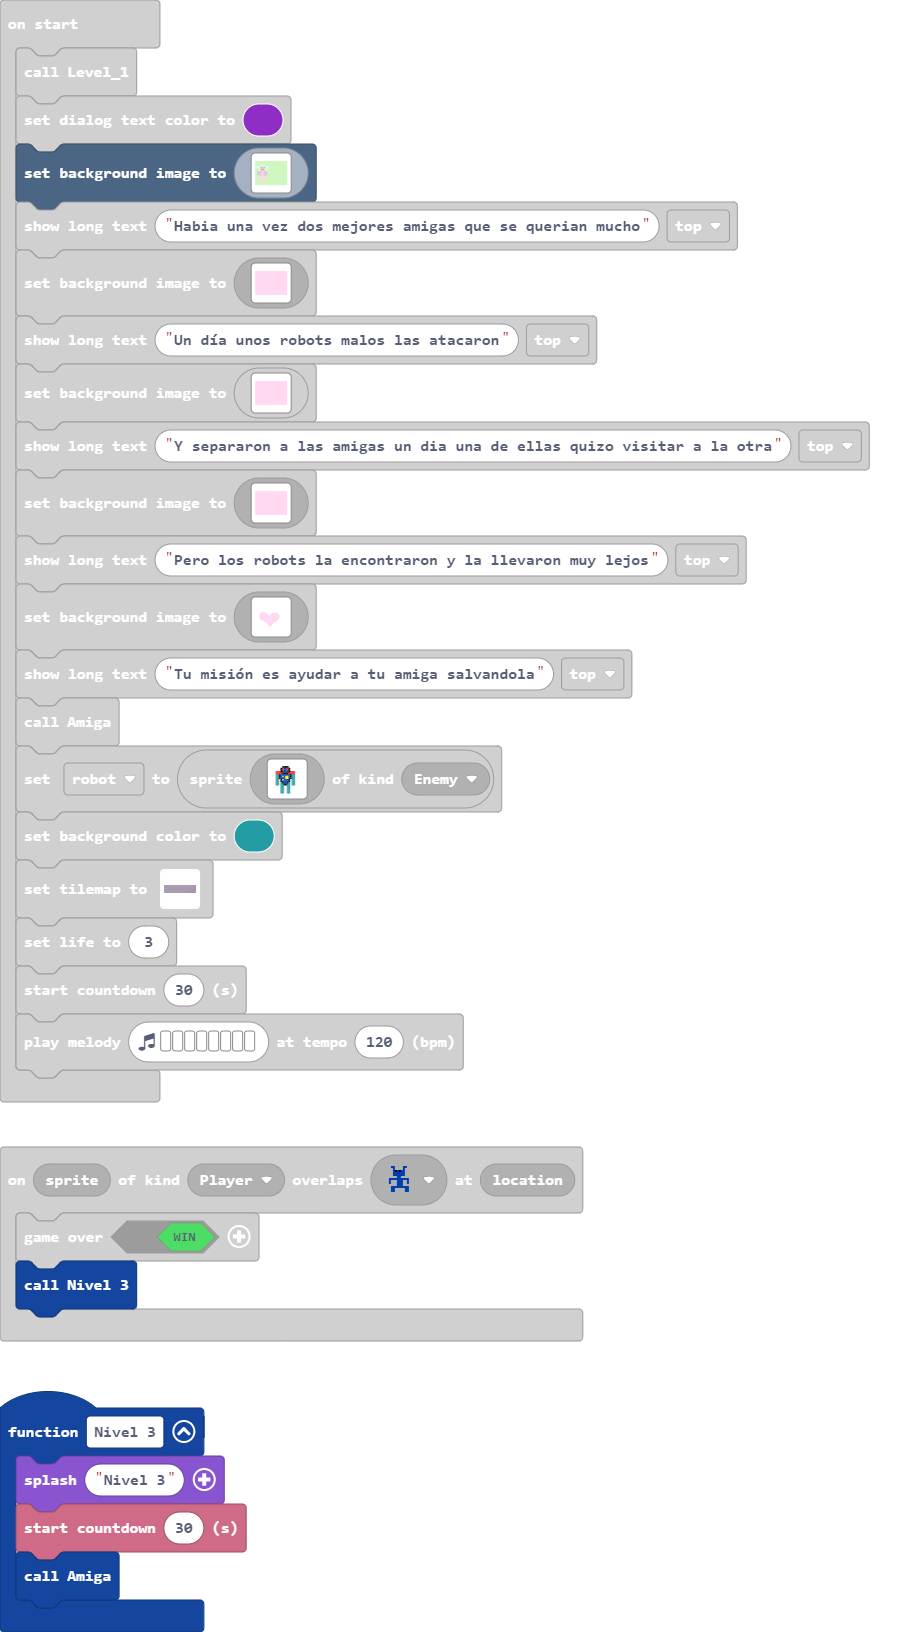 on start
call Level_1
set dialog text color to
set background image to
show long text "Habia una vez dos mejores amigas que se querian mucho" top
set background image to
show long text "Un día unos robots malos las atacaron" top
set background image to
show long text "Y separaron a las amigas un dia una de ellas quizo visitar a la otra" top
set background image to
show long text "Pero los robots la encontraron y la llevaron muy lejos" top
set background image to
show long text "Tu misión es ayudar a tu amiga salvandola" top
call Amiga
set robot to sprite of kind Enemy
set background color to
set tilemap to
set life to 3
start countdown 30 (s)
play melody at tempo 120 (bpm)
on sprite of kind Player overlaps at location
game over WIN
call Nivel 3
function Nivel 3
splash "Nivel 3"
start countdown 30 (s)
call Amiga